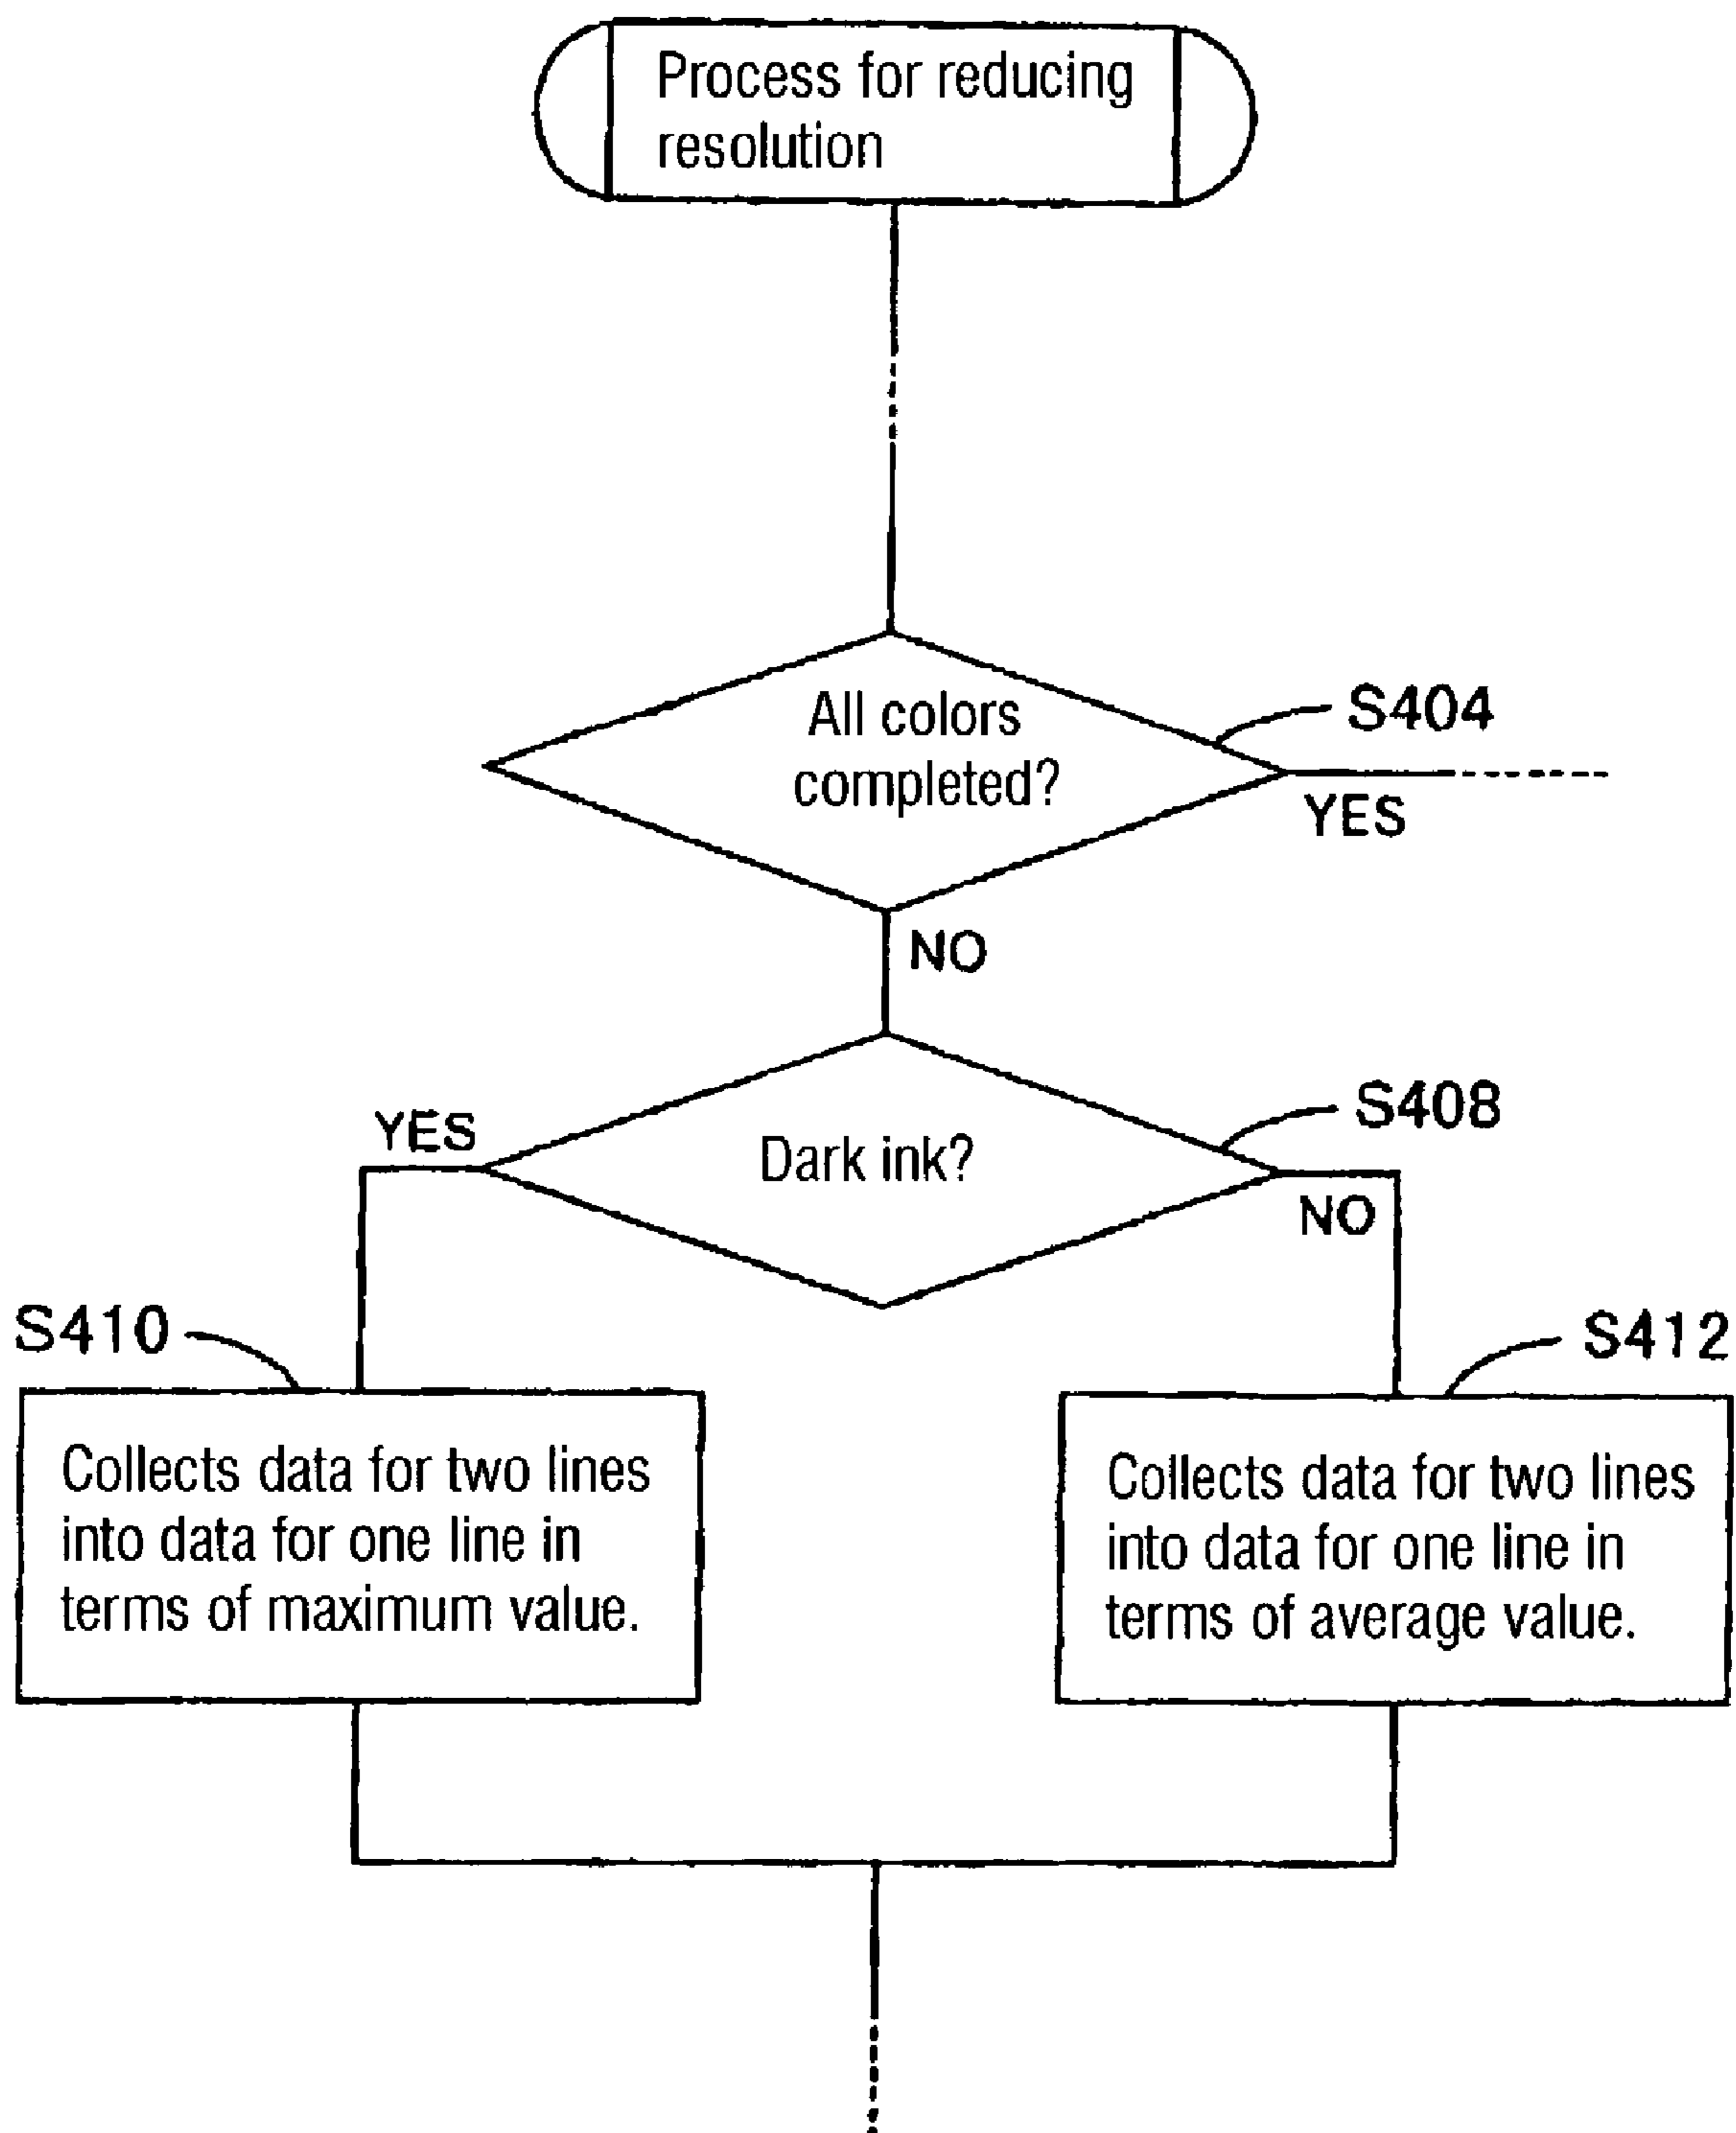 Process for reducing
resolution
All colors
completed?
S404
YES
NO
Dark ink?
S408
YES
NO
S410
Collects data for two lines
into data for one line in
terms of maximum value.
S412
Collects data for two lines
into data for one line in
terms of average value.